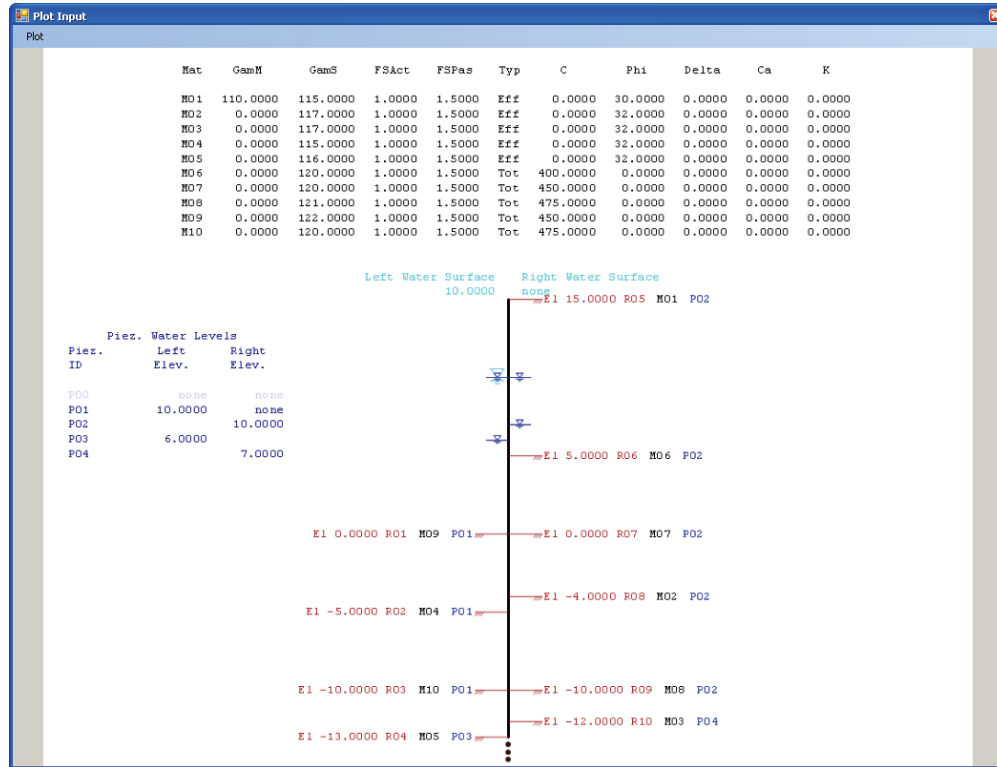 Plot Input
Plot
Mat GamM GamS FSAct FSPas Typ C Phi Delta Ca K
M01 110.0000 115.0000 1.0000 1.5000 Eff 0.0000 30.0000 0.0000 0.0000 0.0000
M02 0.0000 117.0000 1.0000 1.5000 Eff 0.0000 32.0000 0.0000 0.0000 0.0000
M03 0.0000 117.0000 1.0000 1.5000 Eff 0.0000 32.0000 0.0000 0.0000 0.0000
M04 0.0000 115.0000 1.0000 1.5000 Eff 0.0000 32.0000 0.0000 0.0000 0.0000
M05 0.0000 116.0000 1.0000 1.5000 Eff 0.0000 32.0000 0.0000 0.0000 0.0000
M06 0.0000 120.0000 1.0000 1.5000 Tot 400.0000 0.0000 0.0000 0.0000 0.0000
M07 0.0000 120.0000 1.0000 1.5000 Tot 450.0000 0.0000 0.0000 0.0000 0.0000
M08 0.0000 121.0000 1.0000 1.5000 Tot 475.0000 0.0000 0.0000 0.0000 0.0000
M09 0.0000 122.0000 1.0000 1.5000 Tot 450.0000 0.0000 0.0000 0.0000 0.0000
M10 0.0000 120.0000 1.0000 1.5000 Tot 475.0000 0.0000 0.0000 0.0000 0.0000
Left Water Surface Right Water Surface
10.0000 none
El 15.0000 R05 M01 P02
Piez. Water Levels
Piez. Left Right
ID Elev. Elev.
P00 none none
P01 10.0000 none
P02 10.0000
P03 6.0000
P04 7.0000
El 5.0000 R06 M06 P02
El 0.0000 R01 M09 P01 El 0.0000 R07 M07 P02
El -4.0000 R08 M02 P02
El -5.0000 R02 M04 P01
El -10.0000 R03 M10 P01 El -10.0000 R09 M08 P02
El -12.0000 R10 M03 P04
El -13.0000 R04 M05 P03